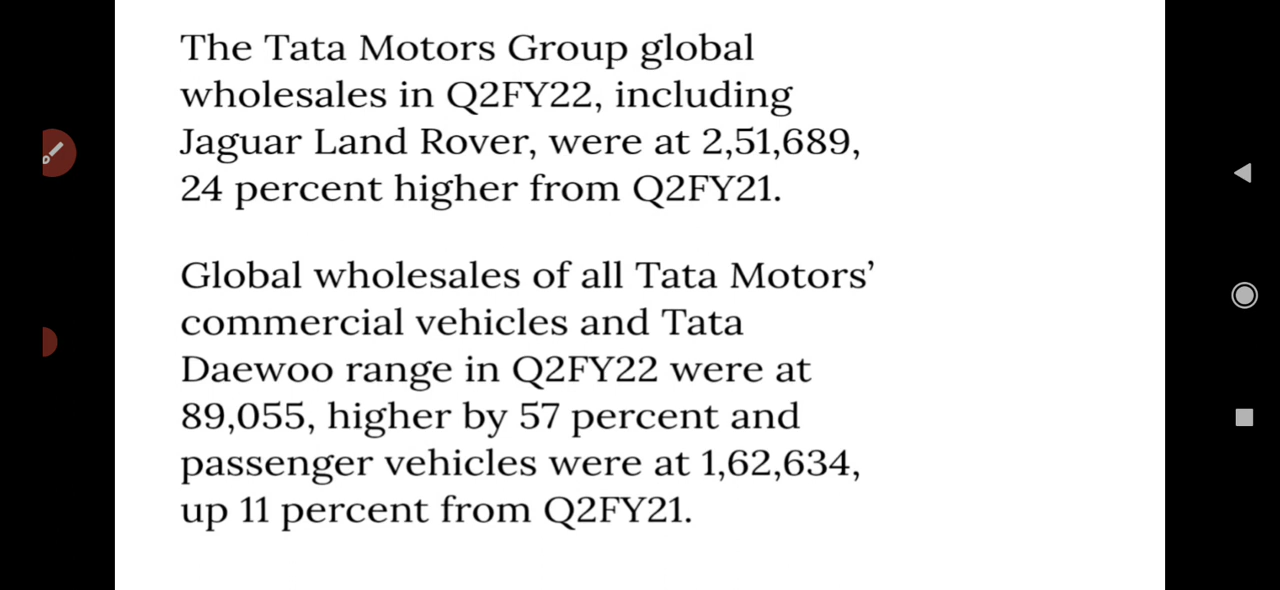 The Tata Motors Group global
wholesales in Q2FY22, including
Jaguar Land Rover, were at 2,51,689,
24 percent higher from Q2FY21.
Global wholesales of all Tata Motors’
commercial vehicles and Tata
Daewoo range in Q2FY22 were at
89,055, higher by 57 percent and
passenger vehicles were at 1,62,634,
up 11 percent from Q2FY21.